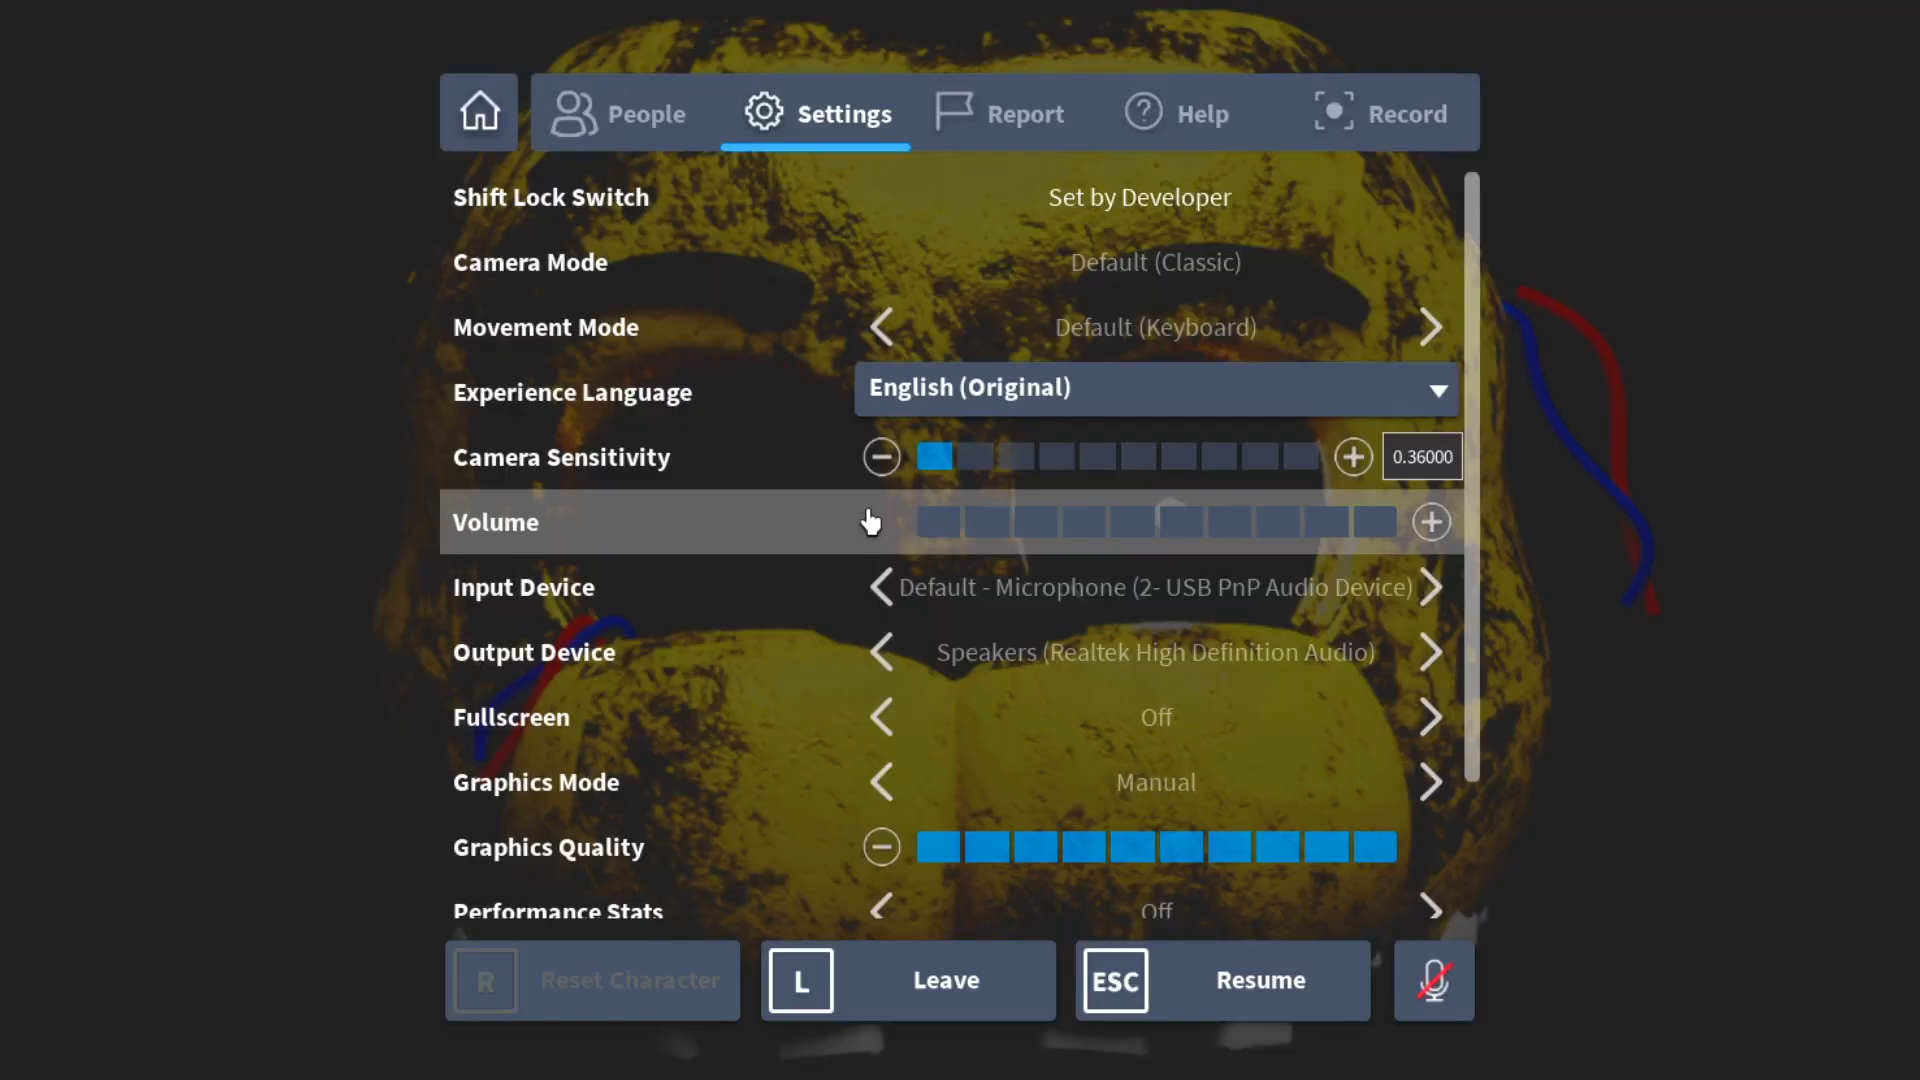 People
Settings
Report
Help
Record
Shift Lock Switch
Set by Developer
Camera Mode
Default (Classic)
Movement Mode
Default (Keyboard)
Experience Language
English (Original)
Camera Sensitivity
0.36000
Volume
Input Device
Default - Microphone (2- USB PnP Audio Device)
Output Device
Speakers (Realtek High Definition Audio)
Fullscreen
Off
Graphics Mode
Manual
Graphics Quality
Performance Stats
Off
R
Reset Character
L
Leave
ESC
Resume